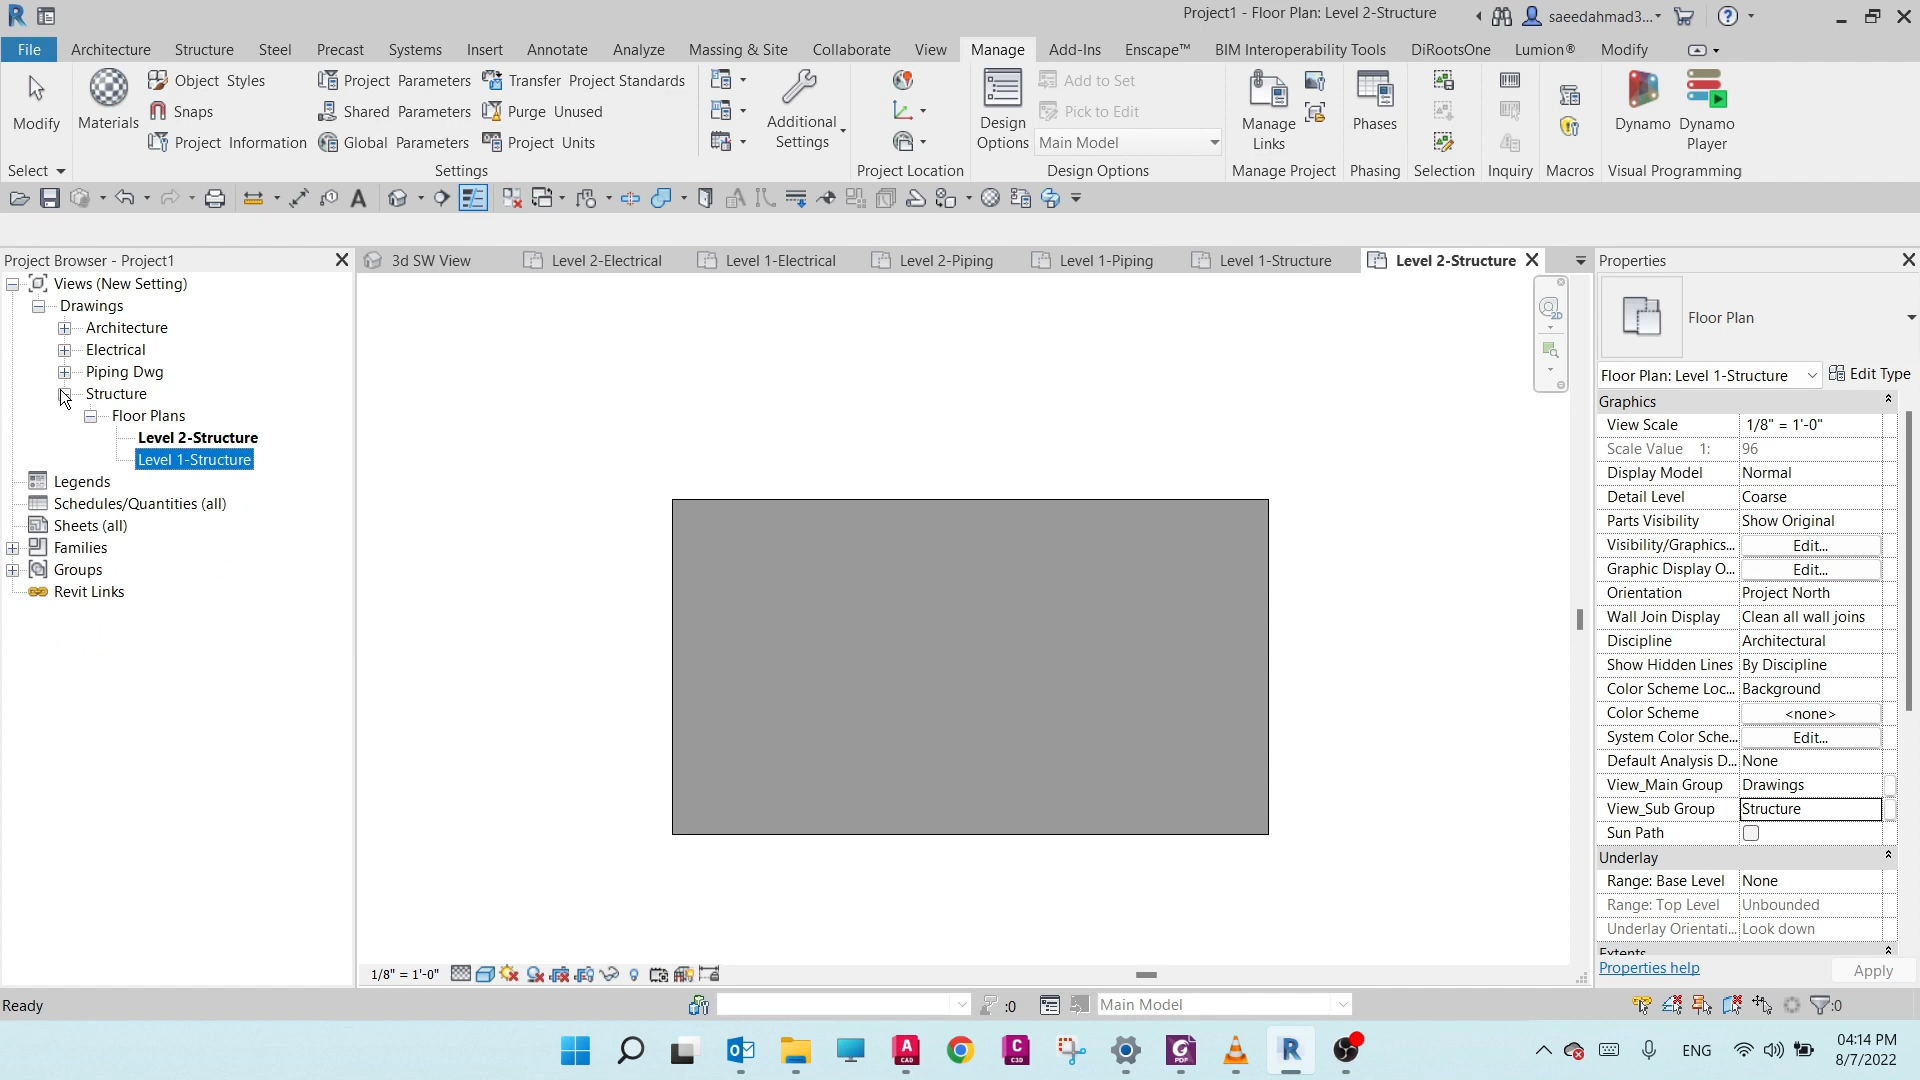 Project1 - Floor Plan: Level 2-Structure
saeedahmad3...
File Architecture Structure Steel Precast Systems Insert Annotate Analyze Massing & Site Collaborate View Manage Add-Ins Enscape™ BIM Interoperability Tools DiRootsOne Lumion® Modify
Modify
Materials
Object Styles
Snaps
Project Information
Project Parameters
Shared Parameters
Global Parameters
Transfer Project Standards
Purge Unused
Project Units
Additional
Settings
Design
Options
Add to Set
Pick to Edit
Main Model
Manage
Links
Phases
Dynamo
Dynamo
Player
Select
Settings
Project Location
Design Options
Manage Project
Phasing
Selection
Inquiry
Macros
Visual Programming
Project Browser - Project1
Views (New Setting)
Drawings
Architecture
Electrical
Piping Dwg
Structure
Floor Plans
Level 2-Structure
Level 1-Structure
Legends
Schedules/Quantities (all)
Sheets (all)
Families
Groups
Revit Links
3d SW View
Level 2-Electrical
Level 1-Electrical
Level 2-Piping
Level 1-Piping
Level 1-Structure
Level 2-Structure
2D
Properties
Floor Plan
Floor Plan: Level 1-Structure
Edit Type
Graphics
View Scale 1/8" = 1'-0"
Scale Value 1: 96
Display Model Normal
Detail Level Coarse
Parts Visibility Show Original
Visibility/Graphics... Edit...
Graphic Display O... Edit...
Orientation Project North
Wall Join Display Clean all wall joins
Discipline Architectural
Show Hidden Lines By Discipline
Color Scheme Loc... Background
Color Scheme <none>
System Color Sche... Edit...
Default Analysis D... None
View_Main Group Drawings
View_Sub Group Structure
Sun Path
Underlay
Range: Base Level None
Range: Top Level Unbounded
Underlay Orientati... Look down
Extents
Properties help
Apply
1/8" = 1'-0"
Ready
:0
Main Model
:0
ENG
04:14 PM
8/7/2022